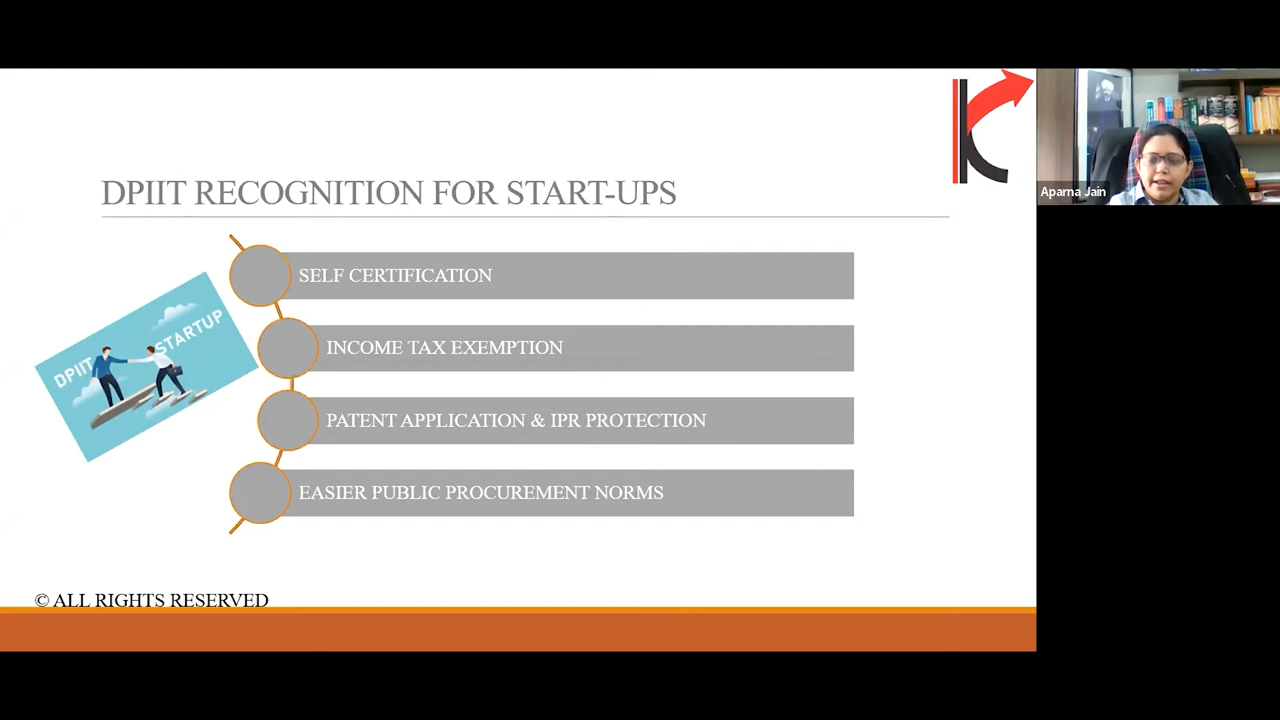 DPIIT RECOGNITION FOR START-UPS
Aparna Jain
SELF CERTIFICATION
DPIIT
STARTUP
INCOME TAX EXEMPTION
PATENT APPLICATION & IPR PROTECTION
EASIER PUBLIC PROCUREMENT NORMS
© ALL RIGHTS RESERVED